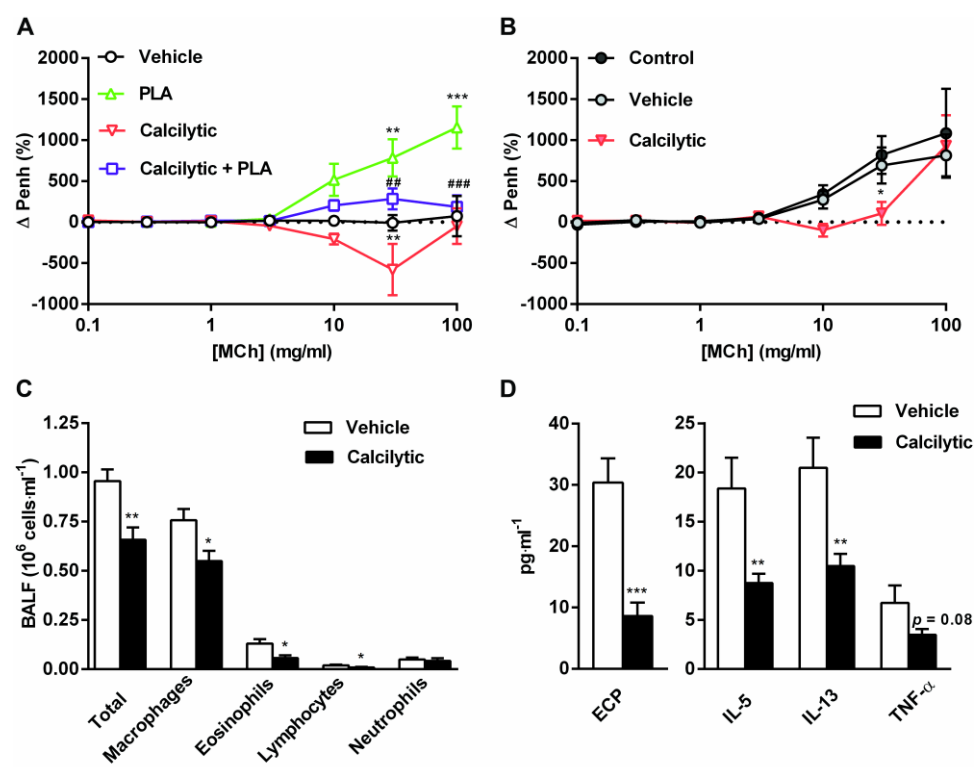 A
Δ Penh (%)
2000
1500
1000
500
0
-500
-1000
0.1
1
10
100
[MCh] (mg/ml)
Vehicle
PLA
Calcilytic
Calcilytic + PLA
**
***
##
###
**
B
Δ Penh (%)
2000
1500
1000
500
0
-500
-1000
0.1
1
10
100
[MCh] (mg/ml)
Control
Vehicle
Calcilytic
*
C
BALF (10⁶ cells·ml⁻¹)
1.25
1.00
0.75
0.50
0.25
0.00
Vehicle
Calcilytic
**
*
*
*
Total
Macrophages
Eosinophils
Lymphocytes
Neutrophils
D
Vehicle
Calcilytic
pg·ml⁻¹
40
30
20
10
0
***
ECP
25
20
15
10
5
0
**
**
p = 0.08
IL-5
IL-13
TNF-α